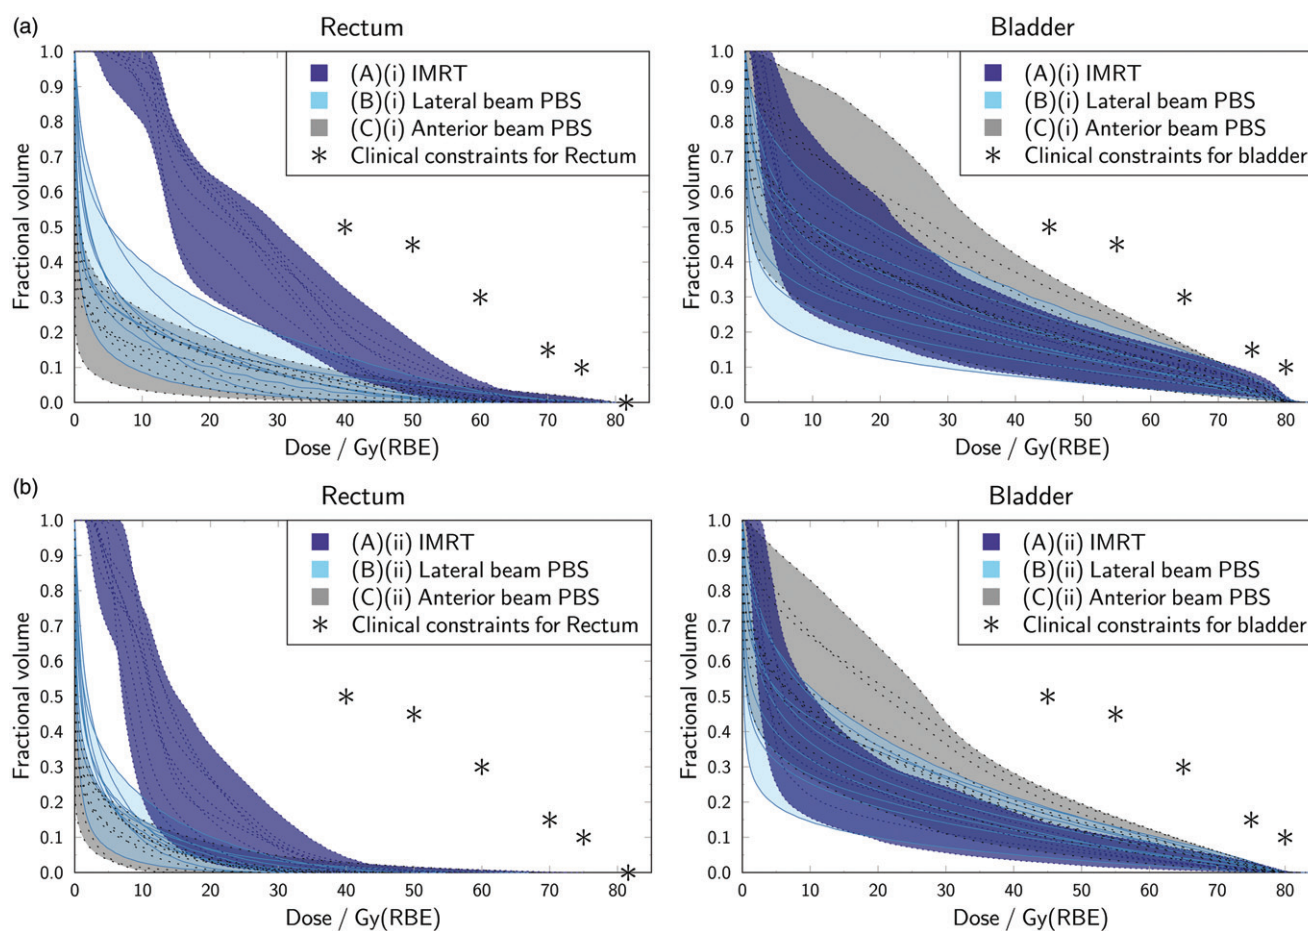 (a)
Rectum
1.0
0.9
0.8
0.7
0.6
0.5
0.4
0.3
0.2
0.1
0.0
Fractional volume
(A)(i) IMRT
(B)(i) Lateral beam PBS
(C)(i) Anterior beam PBS
Clinical constraints for Rectum
0 10 20 30 40 50 60 70 80
Dose / Gy(RBE)
Bladder
1.0
0.9
0.8
0.7
0.6
0.5
0.4
0.3
0.2
0.1
0.0
Fractional volume
(A)(i) IMRT
(B)(i) Lateral beam PBS
(C)(i) Anterior beam PBS
Clinical constraints for bladder
0 10 20 30 40 50 60 70 80
Dose / Gy(RBE)
(b)
Rectum
1.0
0.9
0.8
0.7
0.6
0.5
0.4
0.3
0.2
0.1
0.0
Fractional volume
(A)(ii) IMRT
(B)(ii) Lateral beam PBS
(C)(ii) Anterior beam PBS
Clinical constraints for Rectum
0 10 20 30 40 50 60 70 80
Dose / Gy(RBE)
Bladder
1.0
0.9
0.8
0.7
0.6
0.5
0.4
0.3
0.2
0.1
0.0
Fractional volume
(A)(ii) IMRT
(B)(ii) Lateral beam PBS
(C)(ii) Anterior beam PBS
Clinical constraints for bladder
0 10 20 30 40 50 60 70 80
Dose / Gy(RBE)